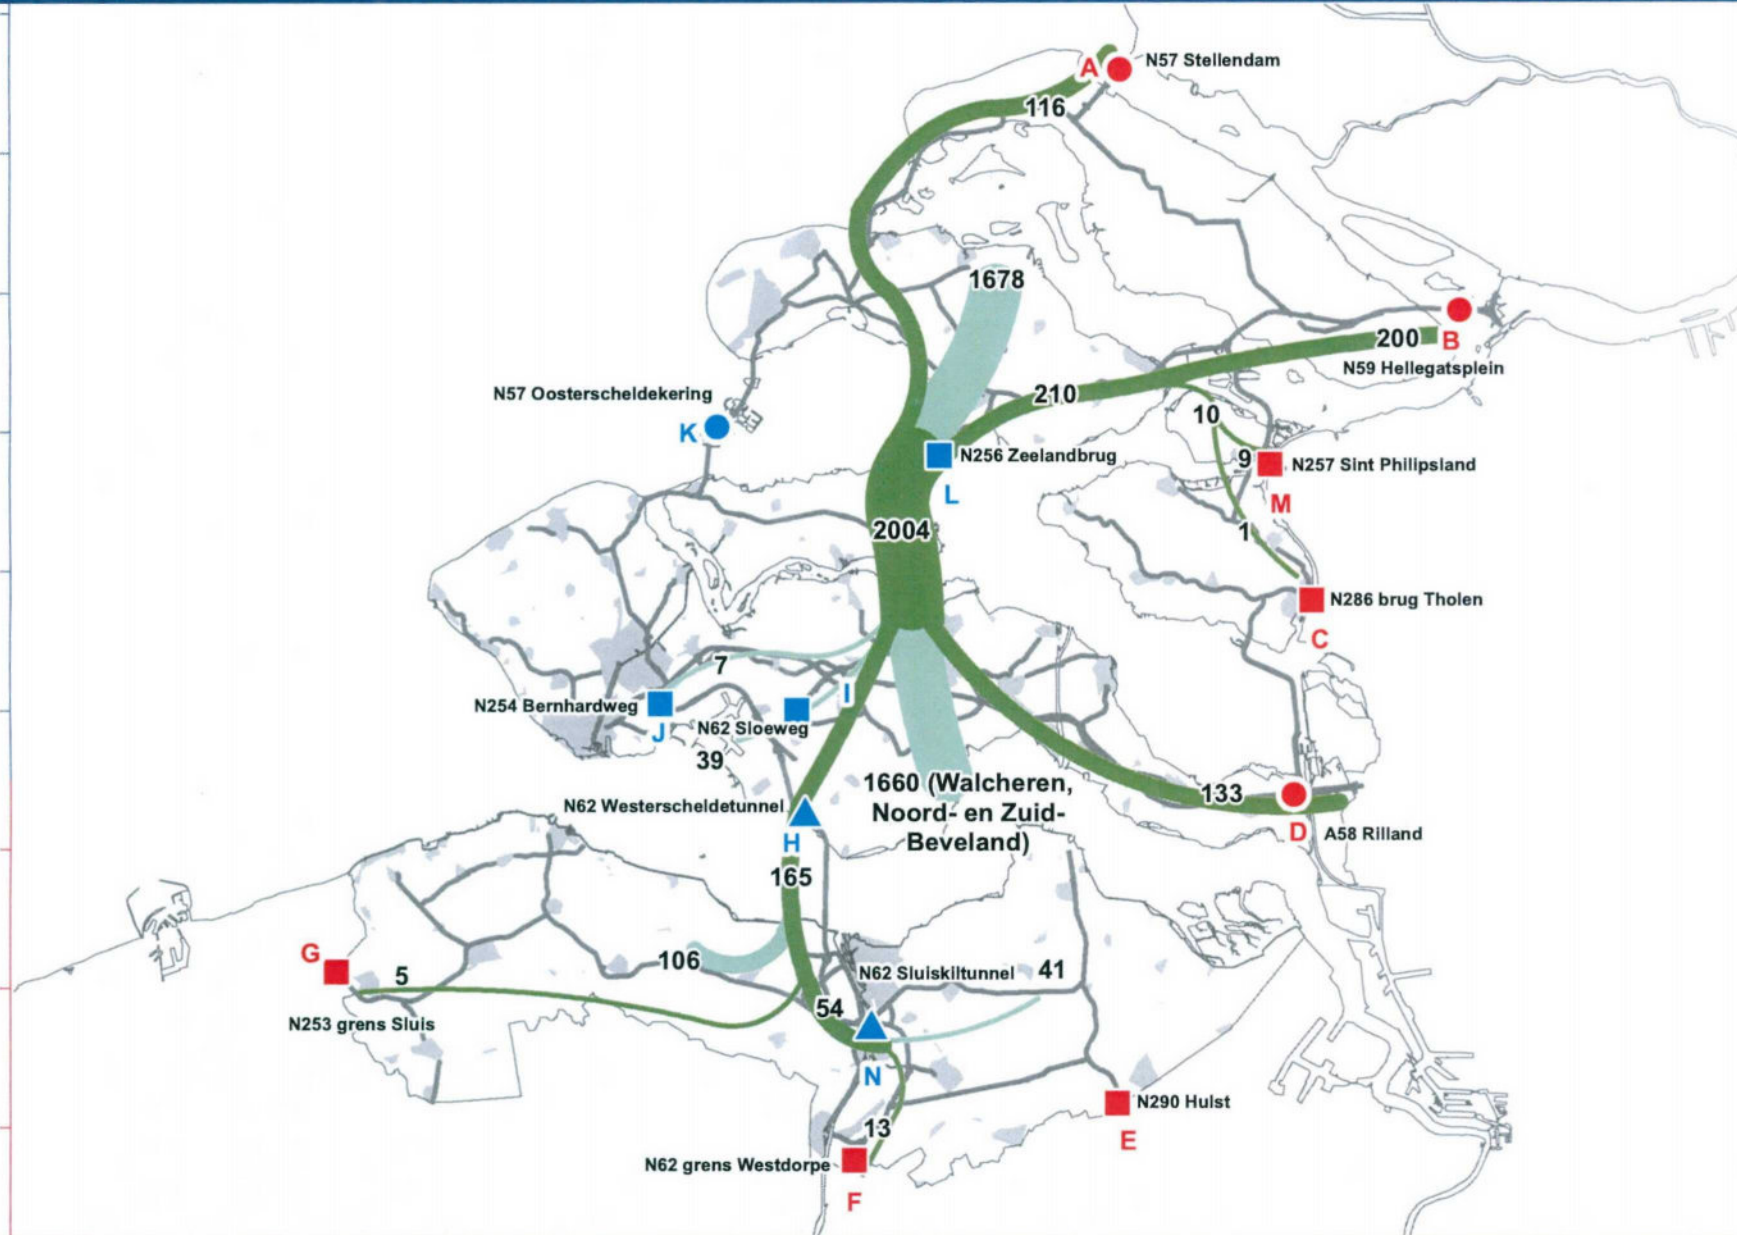 A
N57 Stellendam
116
1678
200
B
N59 Hellegatsplein
210
N57 Oosterscheldekering
K
10
N256 Zeelandbrug
L
9
N257 Sint Philipsland
M
2004
1
N286 brug Tholen
C
7
I
N254 Bernhardweg
J
N62 Sloeweg
39
1660 (Walcheren,
Noord- en Zuid-
Beveland)
133
D
A58 Rilland
N62 Westerscheldetunnel
H
165
G
5
N253 grens Sluis
106
N62 Sluiskiltunnel
41
54
N
N290 Hulst
E
13
N62 grens Westdorpe
F